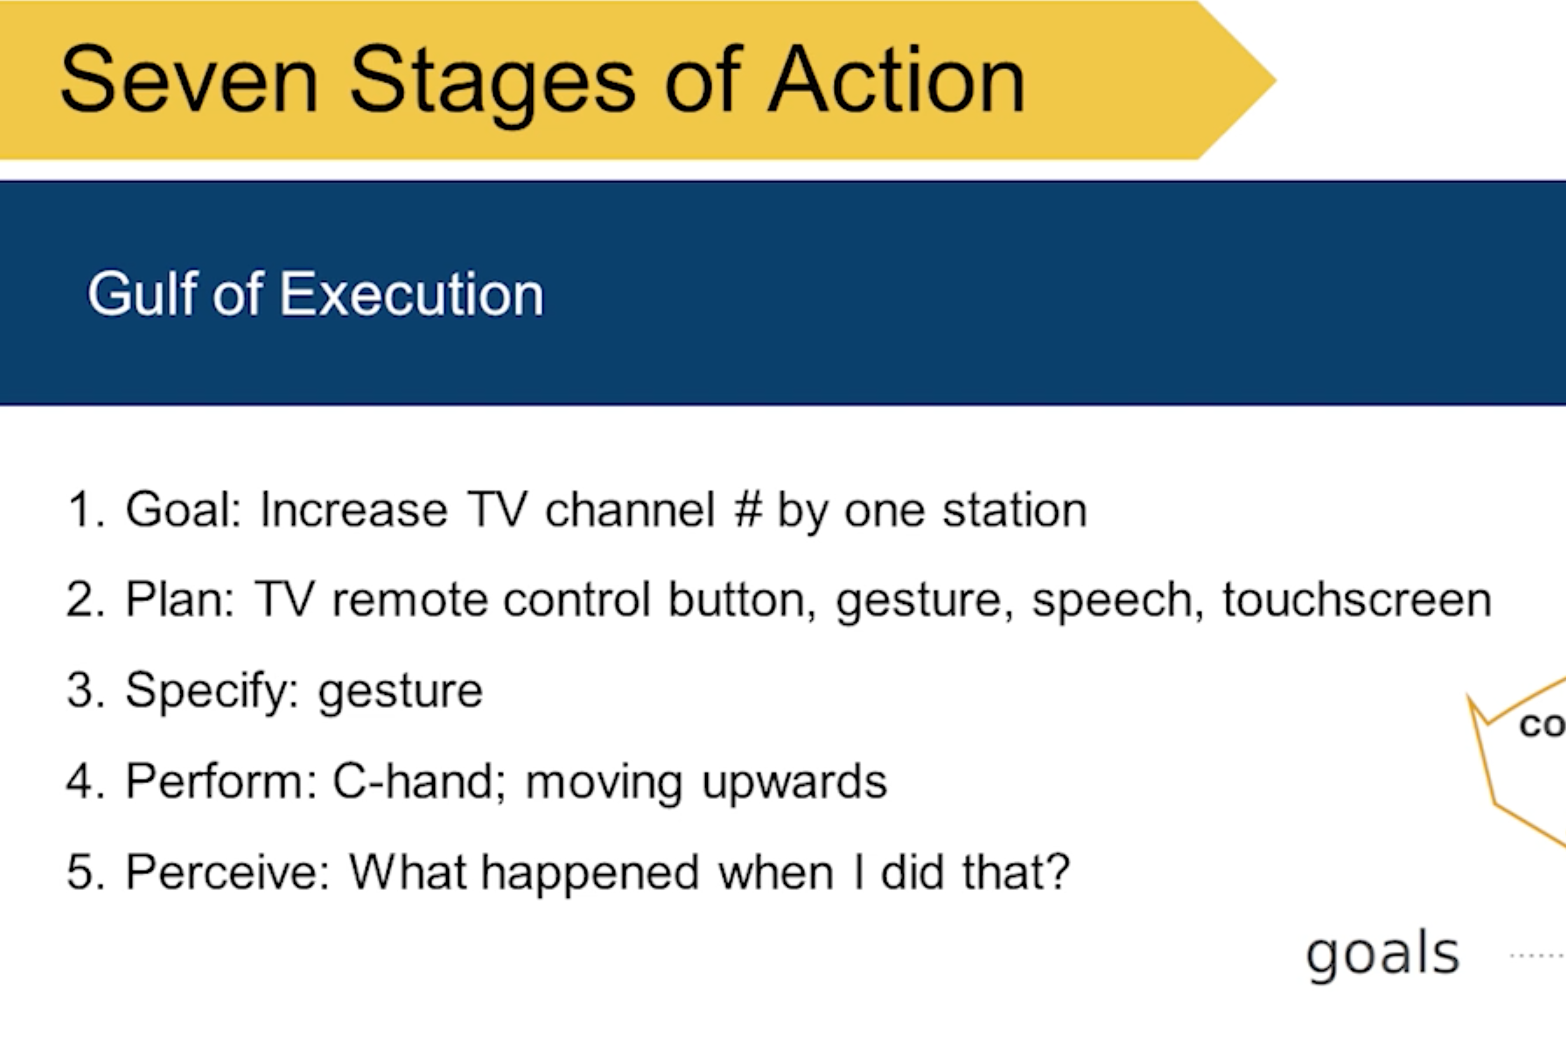 Seven Stages of Action
Gulf of Execution
1. Goal: Increase TV channel # by one station
2. Plan: TV remote control button, gesture, speech, touchscreen
3. Specify: gesture
4. Perform: C-hand; moving upwards
5. Perceive: What happened when I did that?
goals